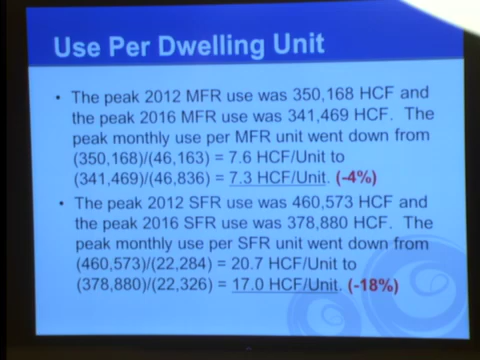 Use Per Dwelling Unit
• The peak 2012 MFR use was 350,168 HCF and
the peak 2016 MFR use was 341,469 HCF. The
peak monthly use per MFR unit went down from
(350,168)/(46,163) = 7.6 HCF/Unit to
(341,469)/(46,836) = 7.3 HCF/Unit. (-4%)
• The peak 2012 SFR use was 460,573 HCF and
the peak 2016 SFR use was 378,880 HCF. The
peak monthly use per SFR unit went down from
(460,573)/(22,284) = 20.7 HCF/Unit to
(378,880)/(22,326) = 17.0 HCF/Unit. (-18%)